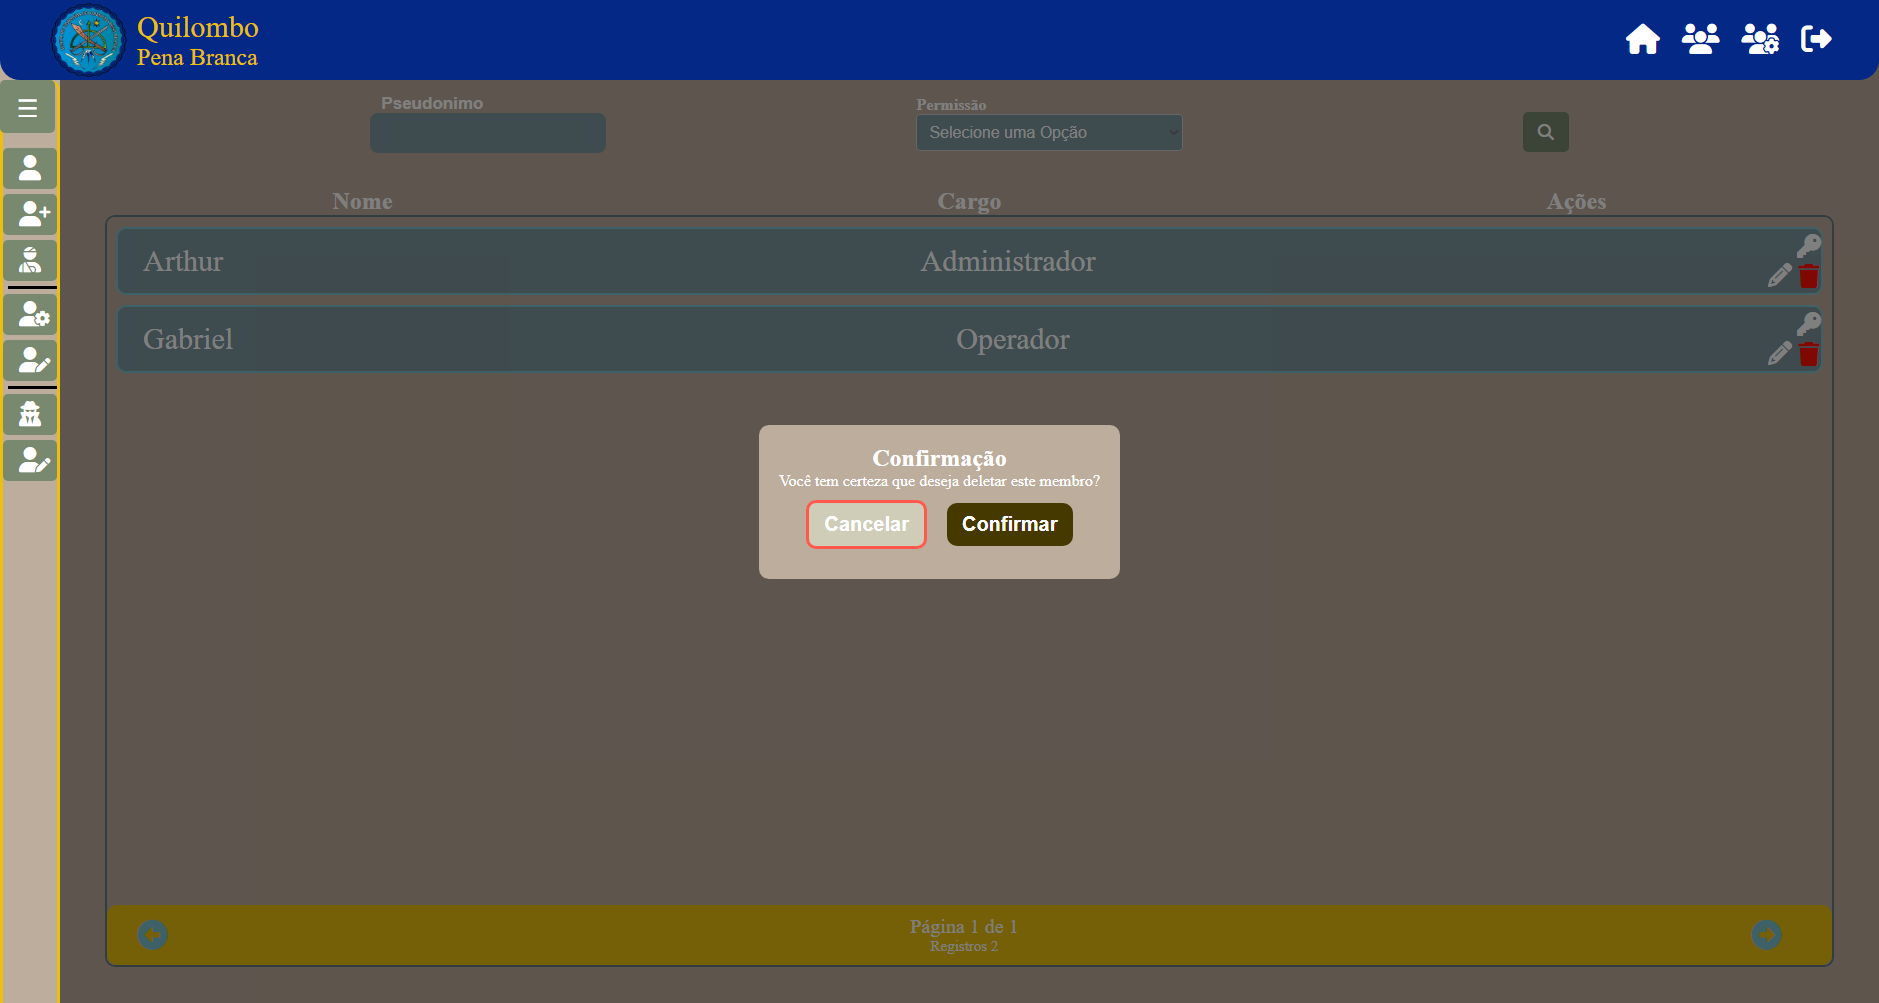 Quilombo
Pena Branca
Pseudonimo
Permissão
Selecione uma Opção
Nome
Cargo
Ações
Arthur
Administrador
Gabriel
Operador
Confirmação
Você tem certeza que deseja deletar este membro?
Cancelar
Confirmar
Página 1 de 1
Registros 2